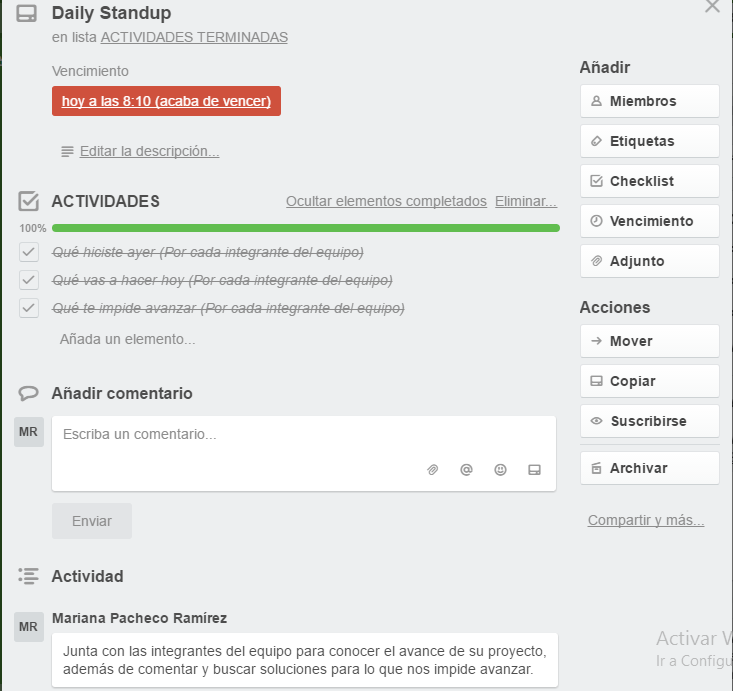 Daily Standup
en lista ACTIVIDADES TERMINADAS
Vencimiento
hoy a las 8:10 (acaba de vencer)
Editar la descripción...
ACTIVIDADES
Ocultar elementos completados Eliminar...
100%
Qué hiciste ayer (Por cada integrante del equipo)
Qué vas a hacer hoy (Por cada integrante del equipo)
Qué te impide avanzar (Por cada integrante del equipo)
Añada un elemento...
Añadir comentario
MR
Escriba un comentario...
Enviar
Actividad
MR
Mariana Pacheco Ramírez
Junta con las integrantes del equipo para conocer el avance de su proyecto,
además de comentar y buscar soluciones para lo que nos impide avanzar.
Añadir
Miembros
Etiquetas
Checklist
Vencimiento
Adjunto
Acciones
Mover
Copiar
Suscribirse
Archivar
Compartir y más...
Activar
Ir a Configu